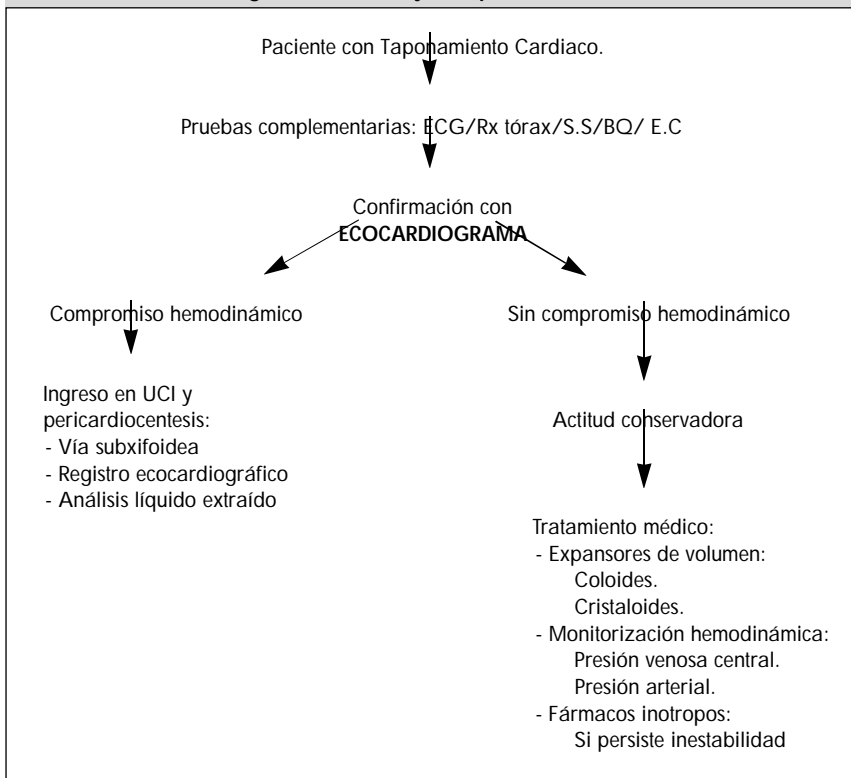 Paciente con Taponamiento Cardiaco.
Pruebas complementarias: ECG/Rx tórax/S.S/BQ/ E.C
Confirmación con
ECOCARDIOGRAMA
Compromiso hemodinámico
Sin compromiso hemodinámico
Ingreso en UCI y
pericardiocentesis:
- Vía subxifoidea
- Registro ecocardiográfico
- Análisis líquido extraído
Actitud conservadora
Tratamiento médico:
- Expansores de volumen:
Coloides.
Cristaloides.
- Monitorización hemodinámica:
Presión venosa central.
Presión arterial.
- Fármacos inotropos:
Si persiste inestabilidad